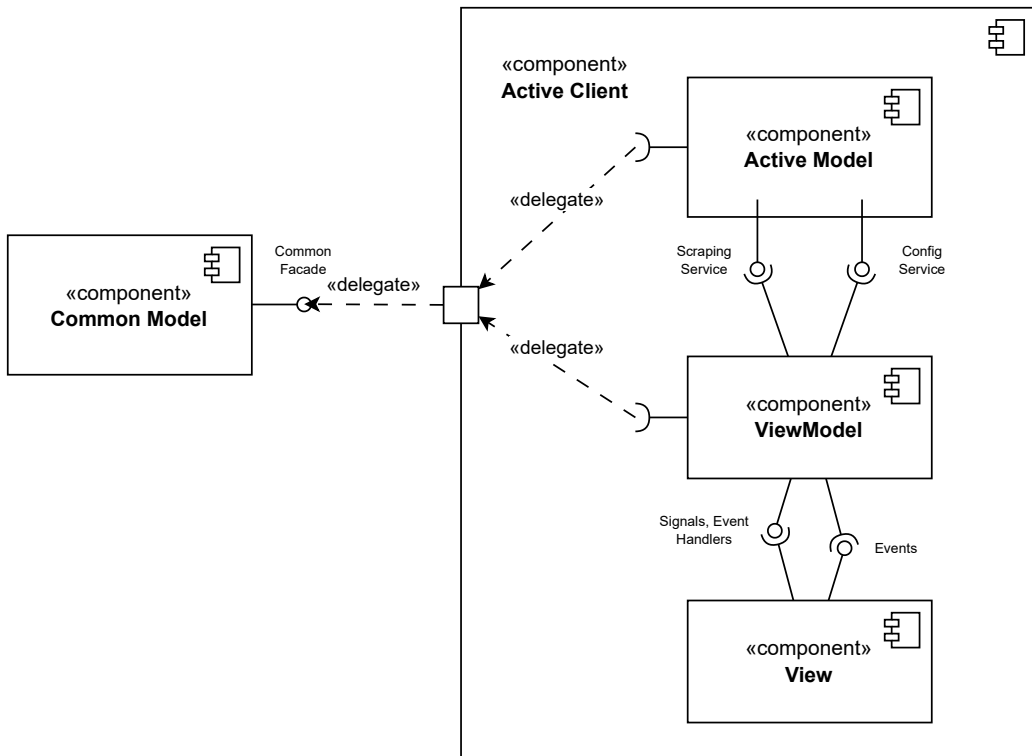 «component»
Active Client
«component»
Active Model
«delegate»
Scraping
Service
Config
Service
Common
Facade
«delegate»
«component»
Common Model
«delegate»
«component»
ViewModel
Signals, Event
Handlers
Events
«component»
View